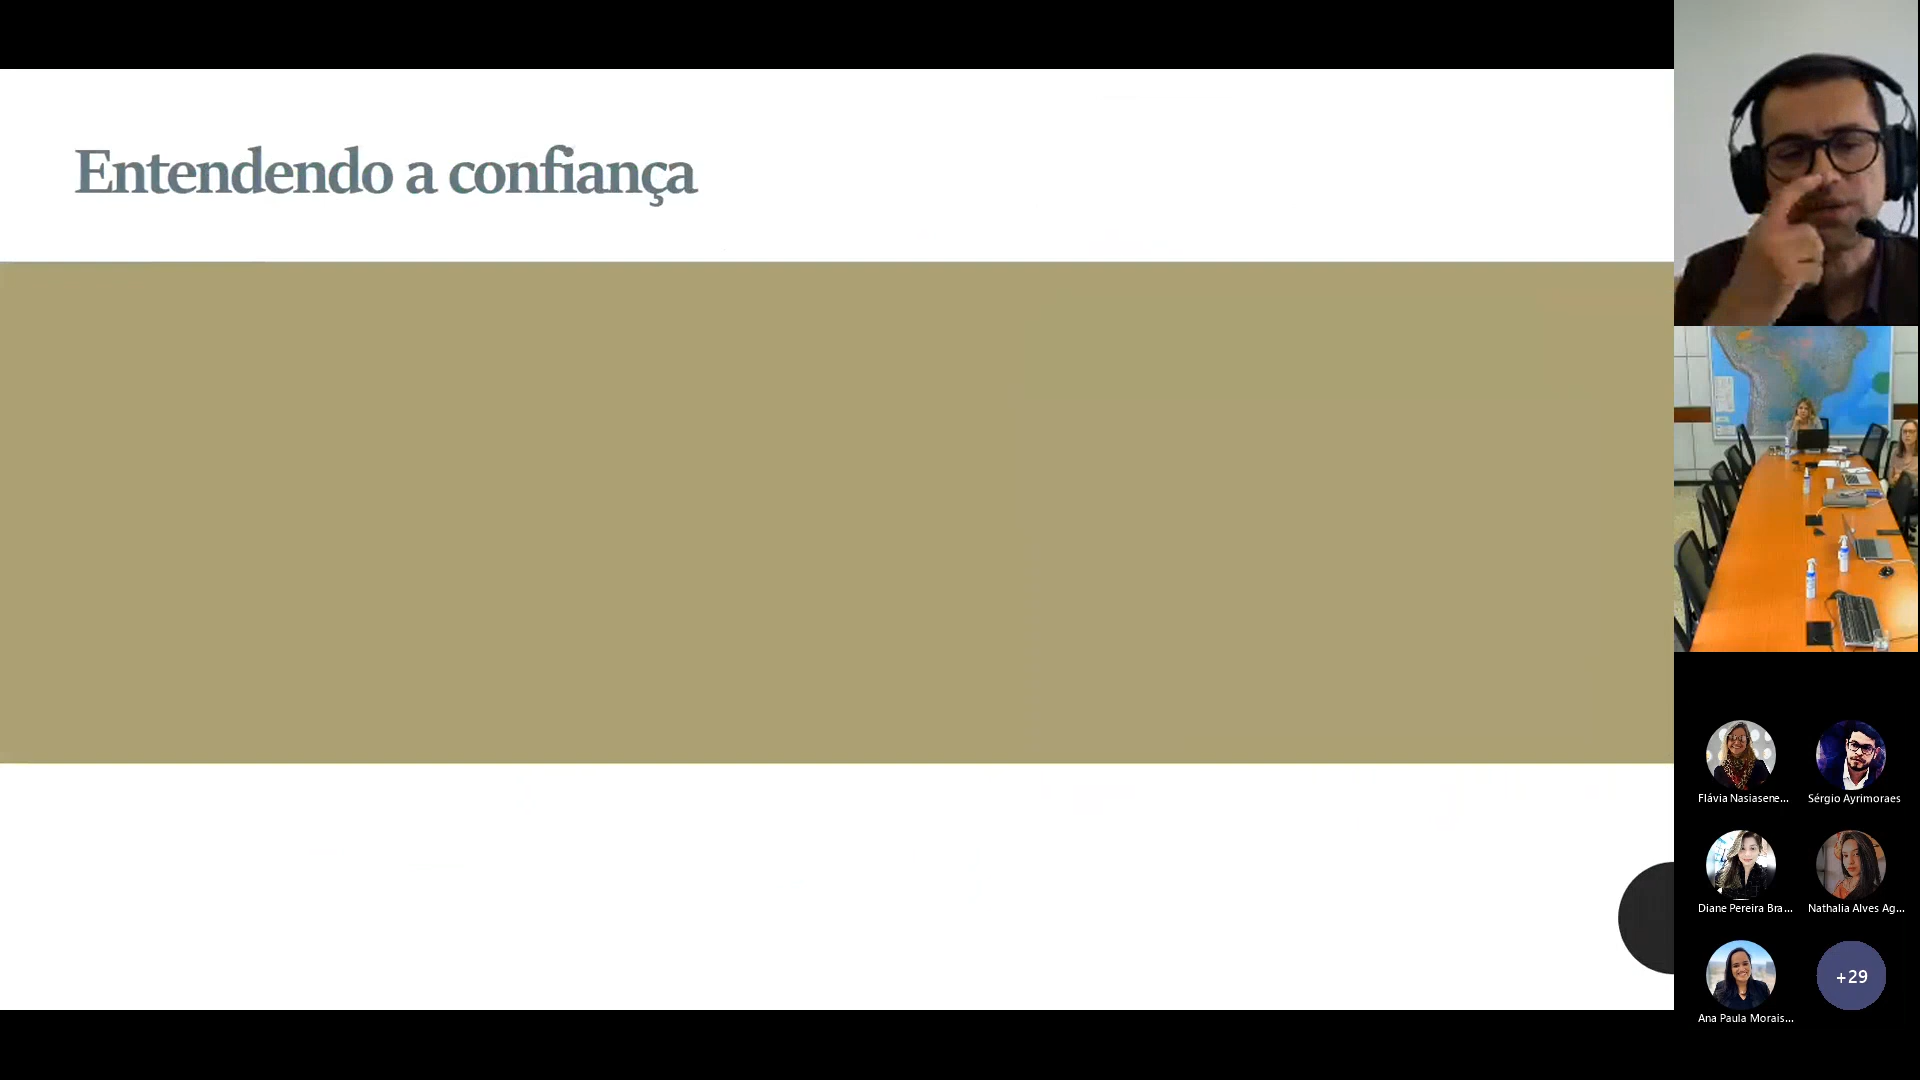 Entendendo a confiança
Flávia Nasiasene...
Sérgio Ayrimoraes
Diane Pereira Bra...
Nathalia Alves Ag...
Ana Paula Morais...
+29